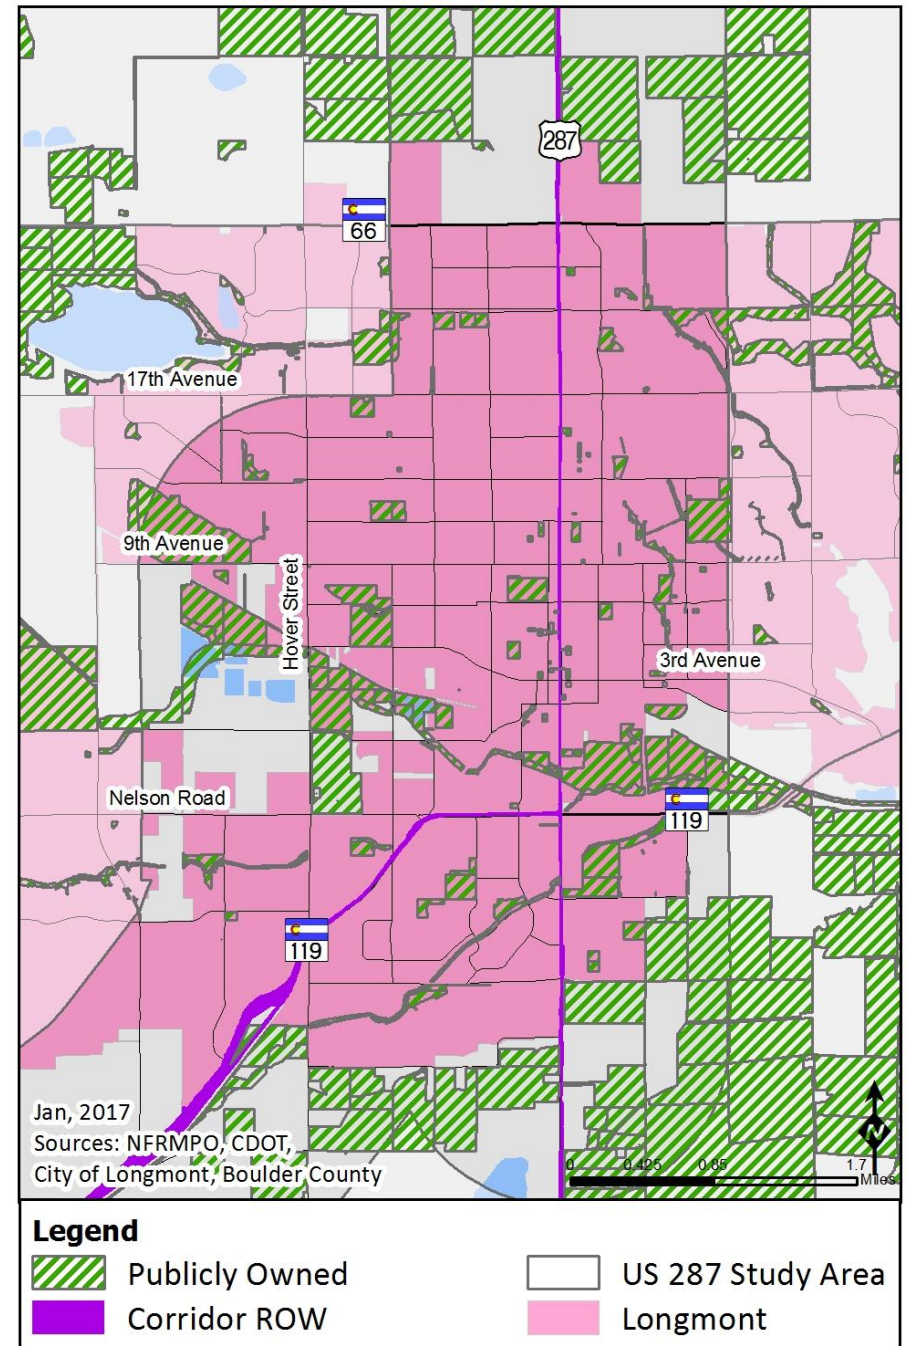 287
66
17th Avenue
9th Avenue
Hover Street
3rd Avenue
Nelson Road
119
119
Jan, 2017
Sources: NFRMPO, CDOT,
City of Longmont, Boulder County
N
0 0.425 0.85 1.7
Miles
Legend
Publicly Owned
US 287 Study Area
Corridor ROW
Longmont